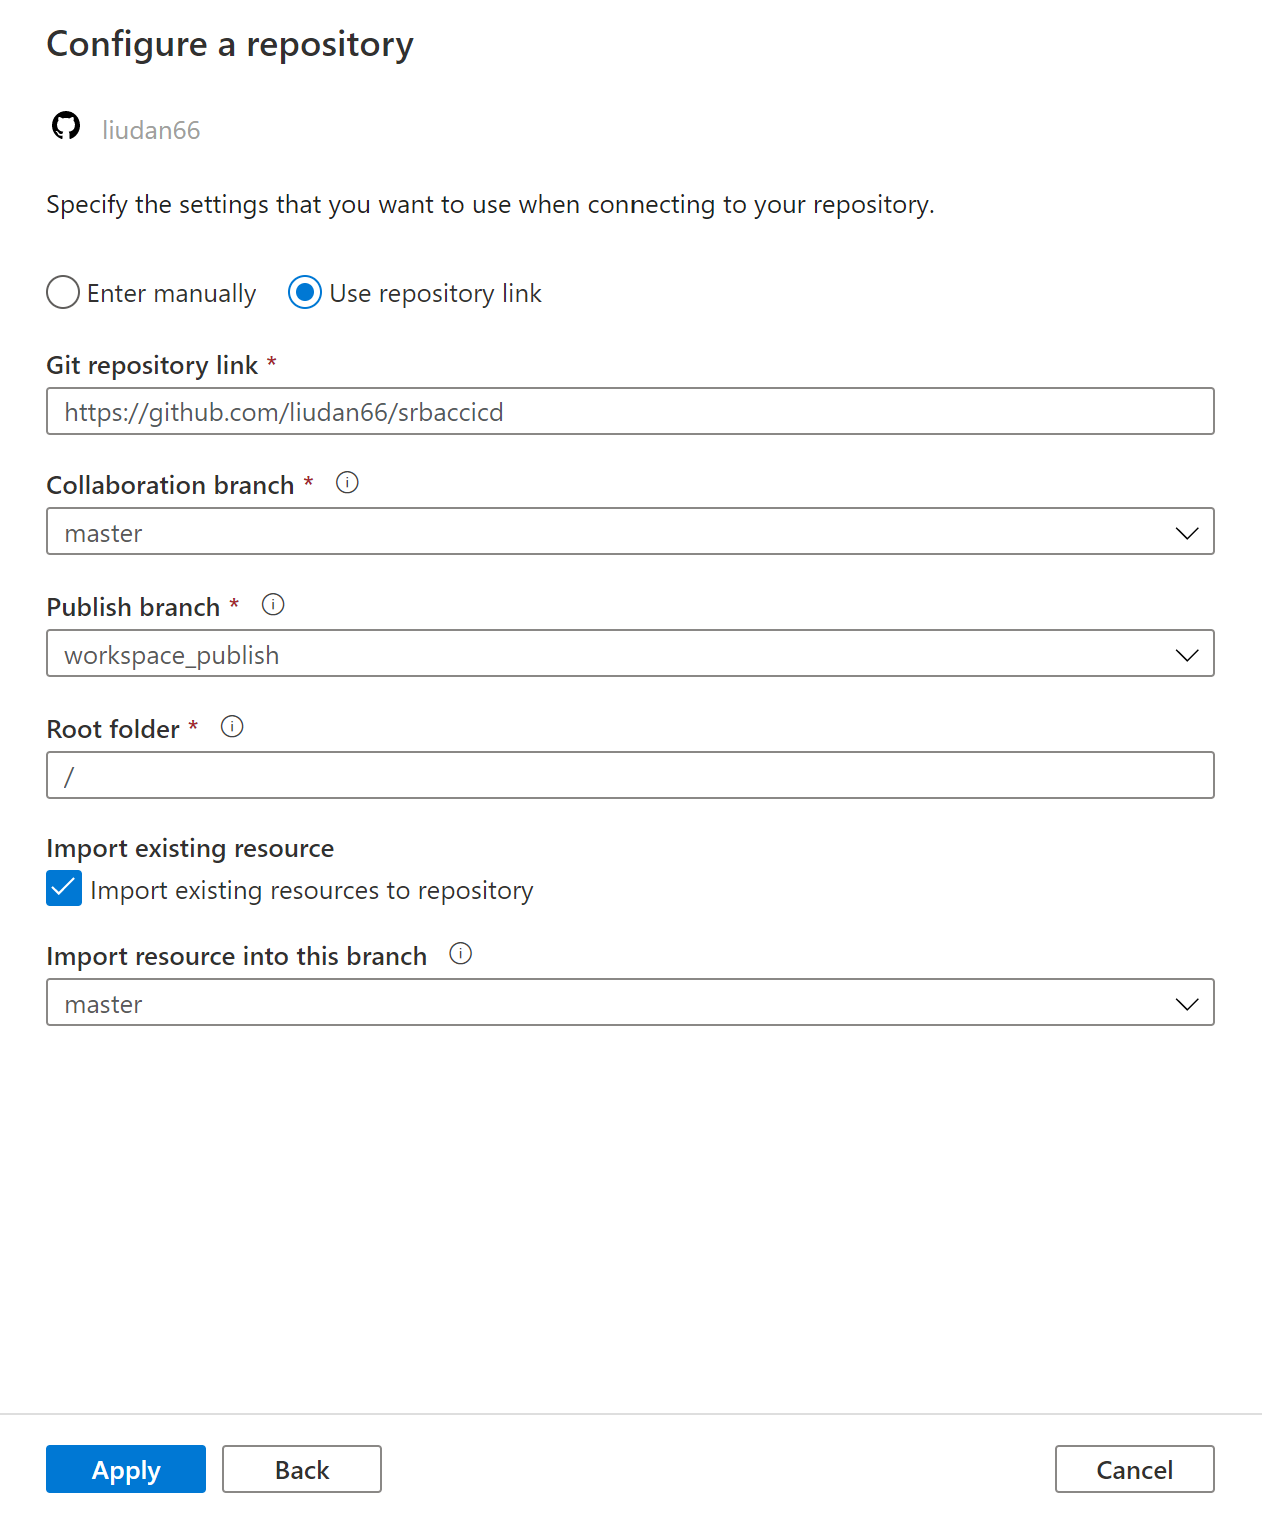 Configure a repository
liudan66
Specify the settings that you want to use when connecting to your repository.
Enter manually Use repository link
Git repository link *
https://github.com/liudan66/srbaccicd
Collaboration branch *
master
Publish branch *
workspace_publish
Root folder *
/
Import existing resource
Import existing resources to repository
Import resource into this branch
master
Apply Back Cancel